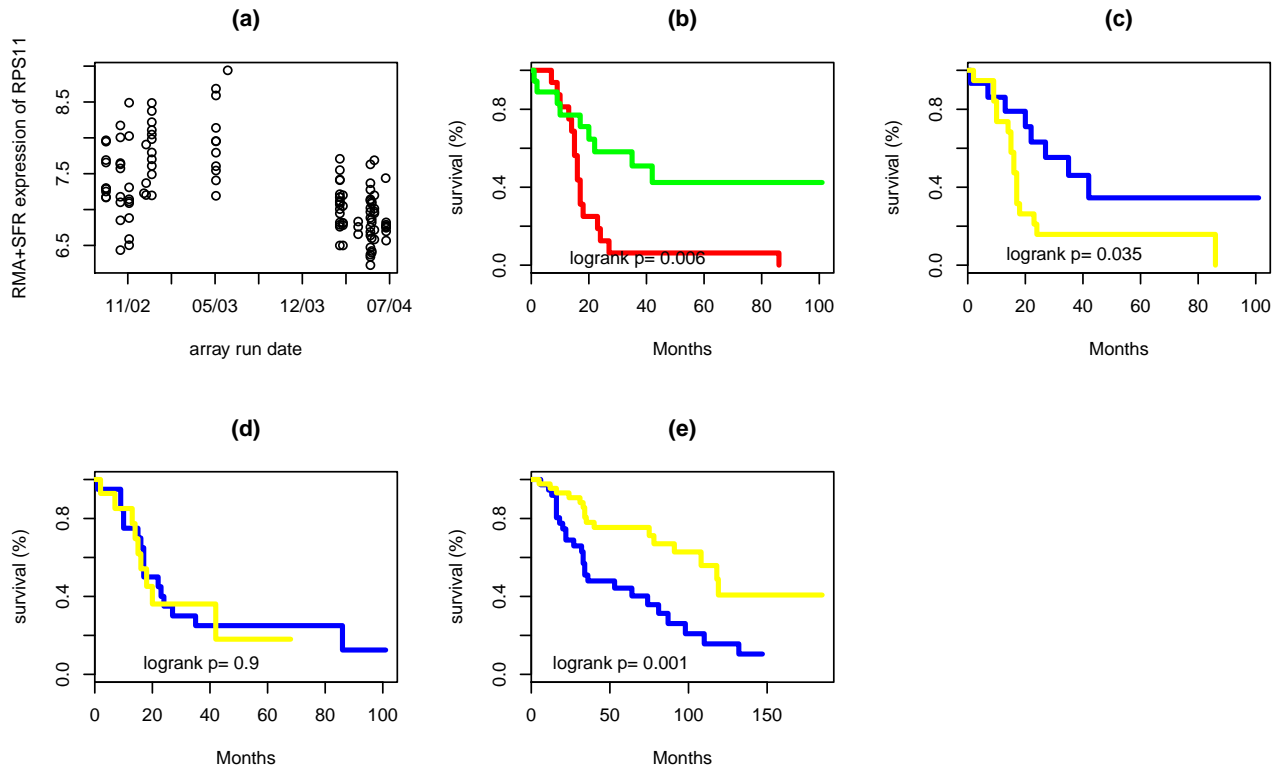 (a)
RMA+SFR expression of RPS11
8.5
7.5
6.5
11/02 05/03 12/03 07/04
array run date
(b)
survival (%)
0.8
0.4
0.0
logrank p= 0.006
0 20 40 60 80 100
Months
(c)
survival (%)
0.8
0.4
0.0
logrank p= 0.035
0 20 40 60 80 100
Months
(d)
survival (%)
0.8
0.4
0.0
logrank p= 0.9
0 20 40 60 80 100
Months
(e)
survival (%)
0.8
0.4
0.0
logrank p= 0.001
0 50 100 150
Months